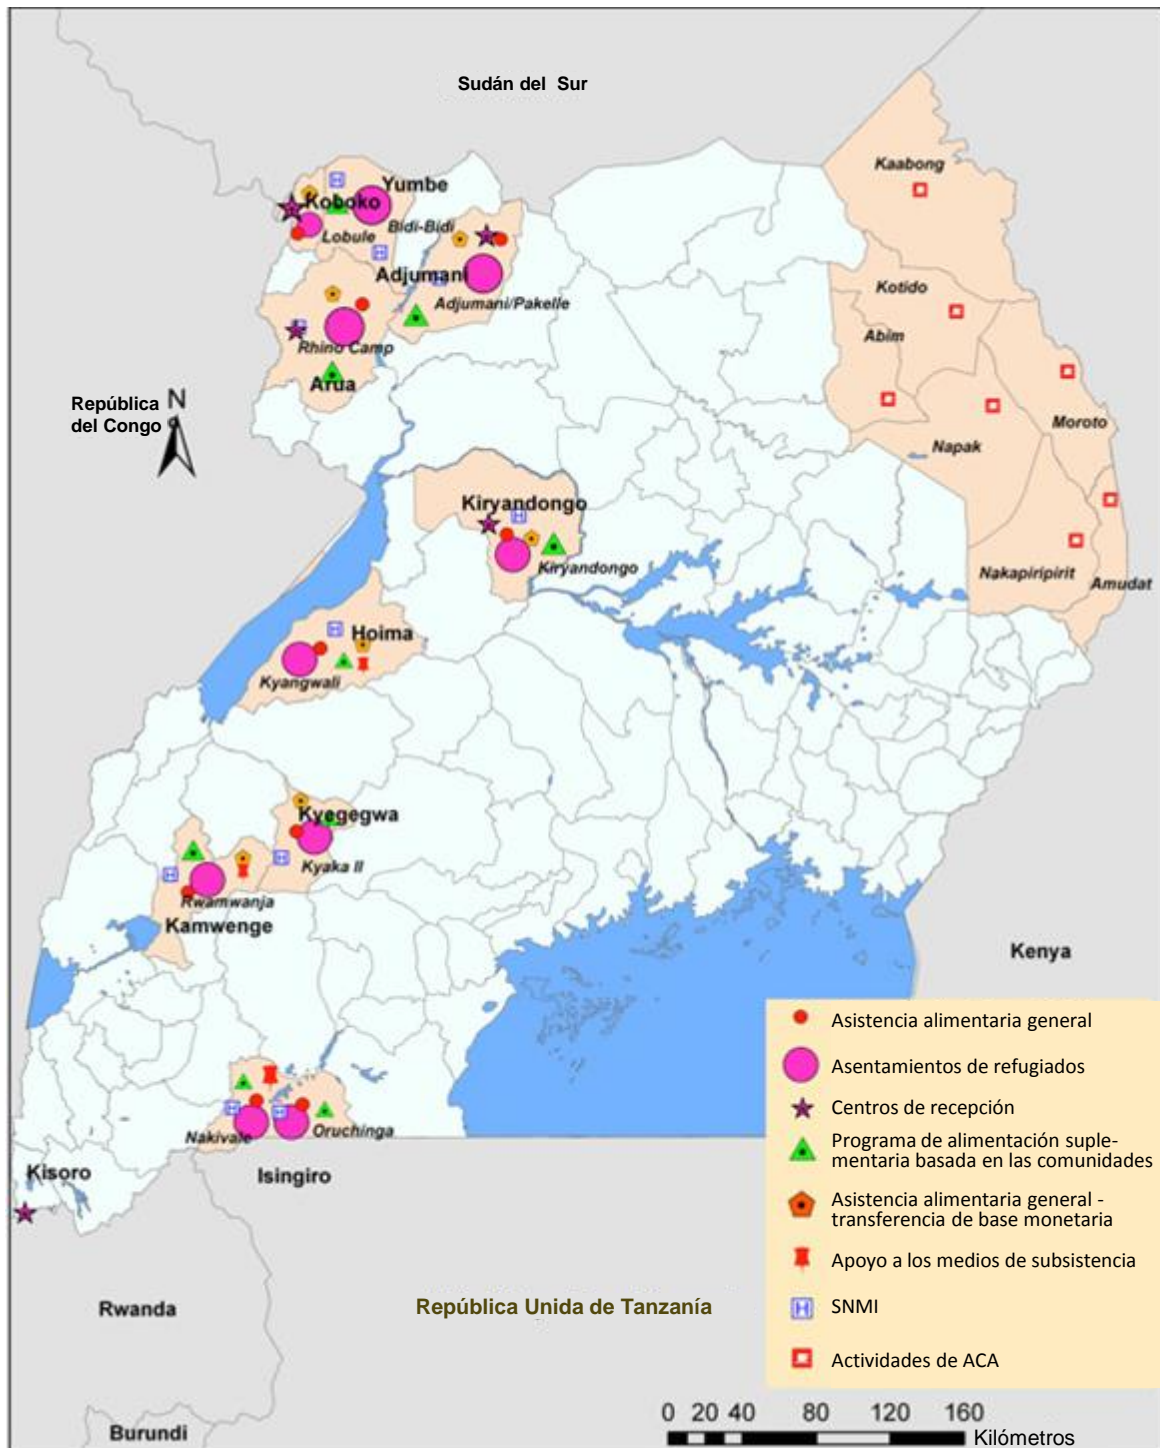 Sudán del Sur
Kaabong
Yumbe
Koboko
Bidi-Bidi
Lobule
Adjumani
Kotido
Adjumani/Pakelle
Abim
Rhino Camp
Arua
República
del Congo
N
Moroto
Napak
Kiryandongo
Kiryandongo
Nakapiripirit
Amudat
Hoima
Kyangwali
Kyegegwa
Kyaka II
Rwamwanja
Kamwenge
Kenya
Asistencia alimentaria general
Asentamientos de refugiados
Centros de recepción
Programa de alimentación suple-
mentaria basada en las comunidades
Asistencia alimentaria general -
transferencia de base monetaria
Apoyo a los medios de subsistencia
SNMI
Actividades de ACA
Nakivale
Oruchinga
Kisoro
Isingiro
Rwanda
República Unida de Tanzanía
Burundi
0 20 40 80 120 160
Kilómetros